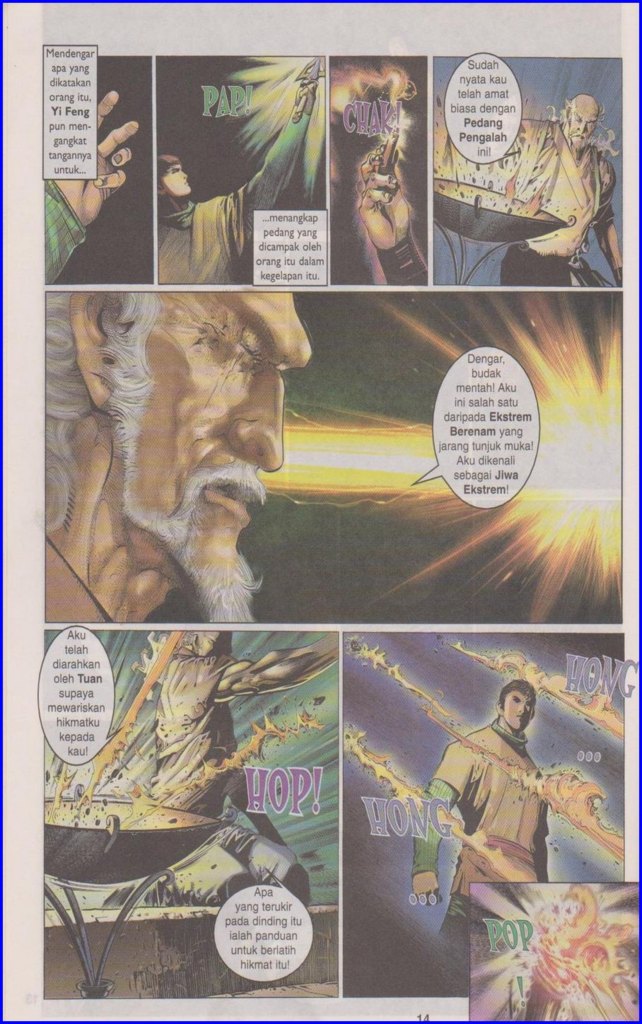 Mendengar
apa yang
dikatakan
orang itu,
Yi Feng
pun men-
gangkat
tangannya
untuk...
PAP!
...menangkap
pedang yang
dicampak oleh
orang itu dalam
kegelapan itu.
CHAK!
Sudah
nyata kau
telah amat
biasa dengan
Pedang
Pengalah
ini!
Dengar,
budak
mentah! Aku
ini salah satu
daripada Ekstrem
Berenam yang
jarang tunjuk muka!
Aku dikenali
sebagai Jiwa
Ekstrem!
Aku
telah
diarahkan
oleh Tuan
supaya
mewariskan
hikmatku
kepada
kau!
HOP!
Apa
yang terukir
pada dinding itu
ialah panduan
untuk berlatih
hikmat itu!
HONG
...
HONG
...
POP
!
14